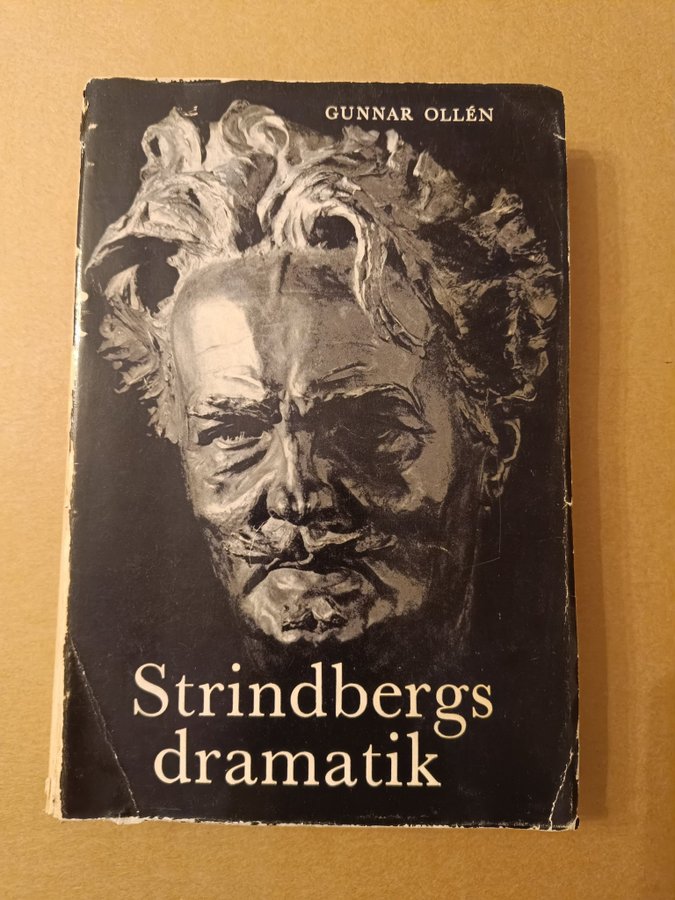 GUNNAR OLLÉN
Strindbergs
dramatik